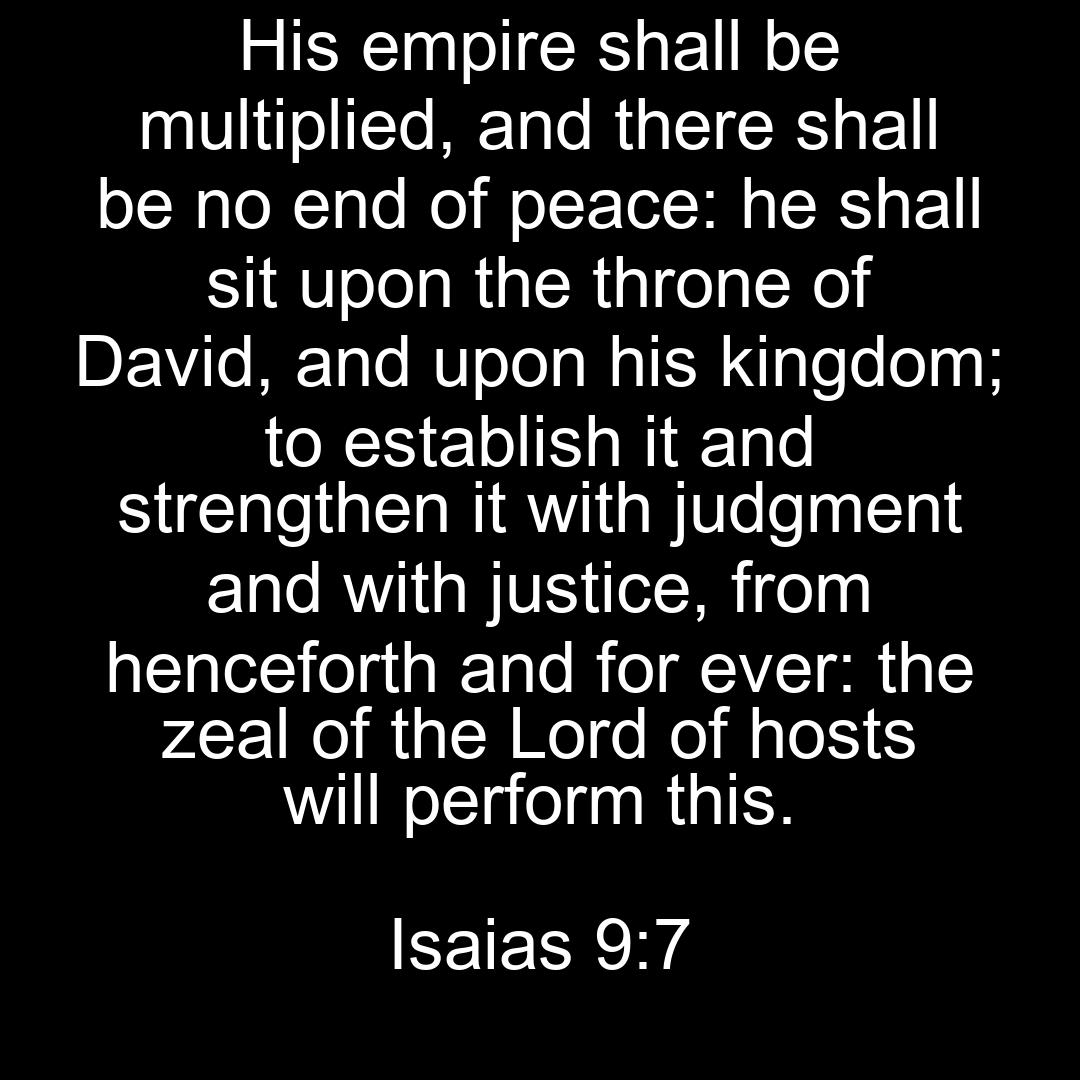 His empire shall be
multiplied, and there shall
be no end of peace: he shall
sit upon the throne of
David, and upon his kingdom;
to establish it and
strengthen it with judgment
and with justice, from
henceforth and for ever: the
zeal of the Lord of hosts
will perform this.
Isaias 9:7